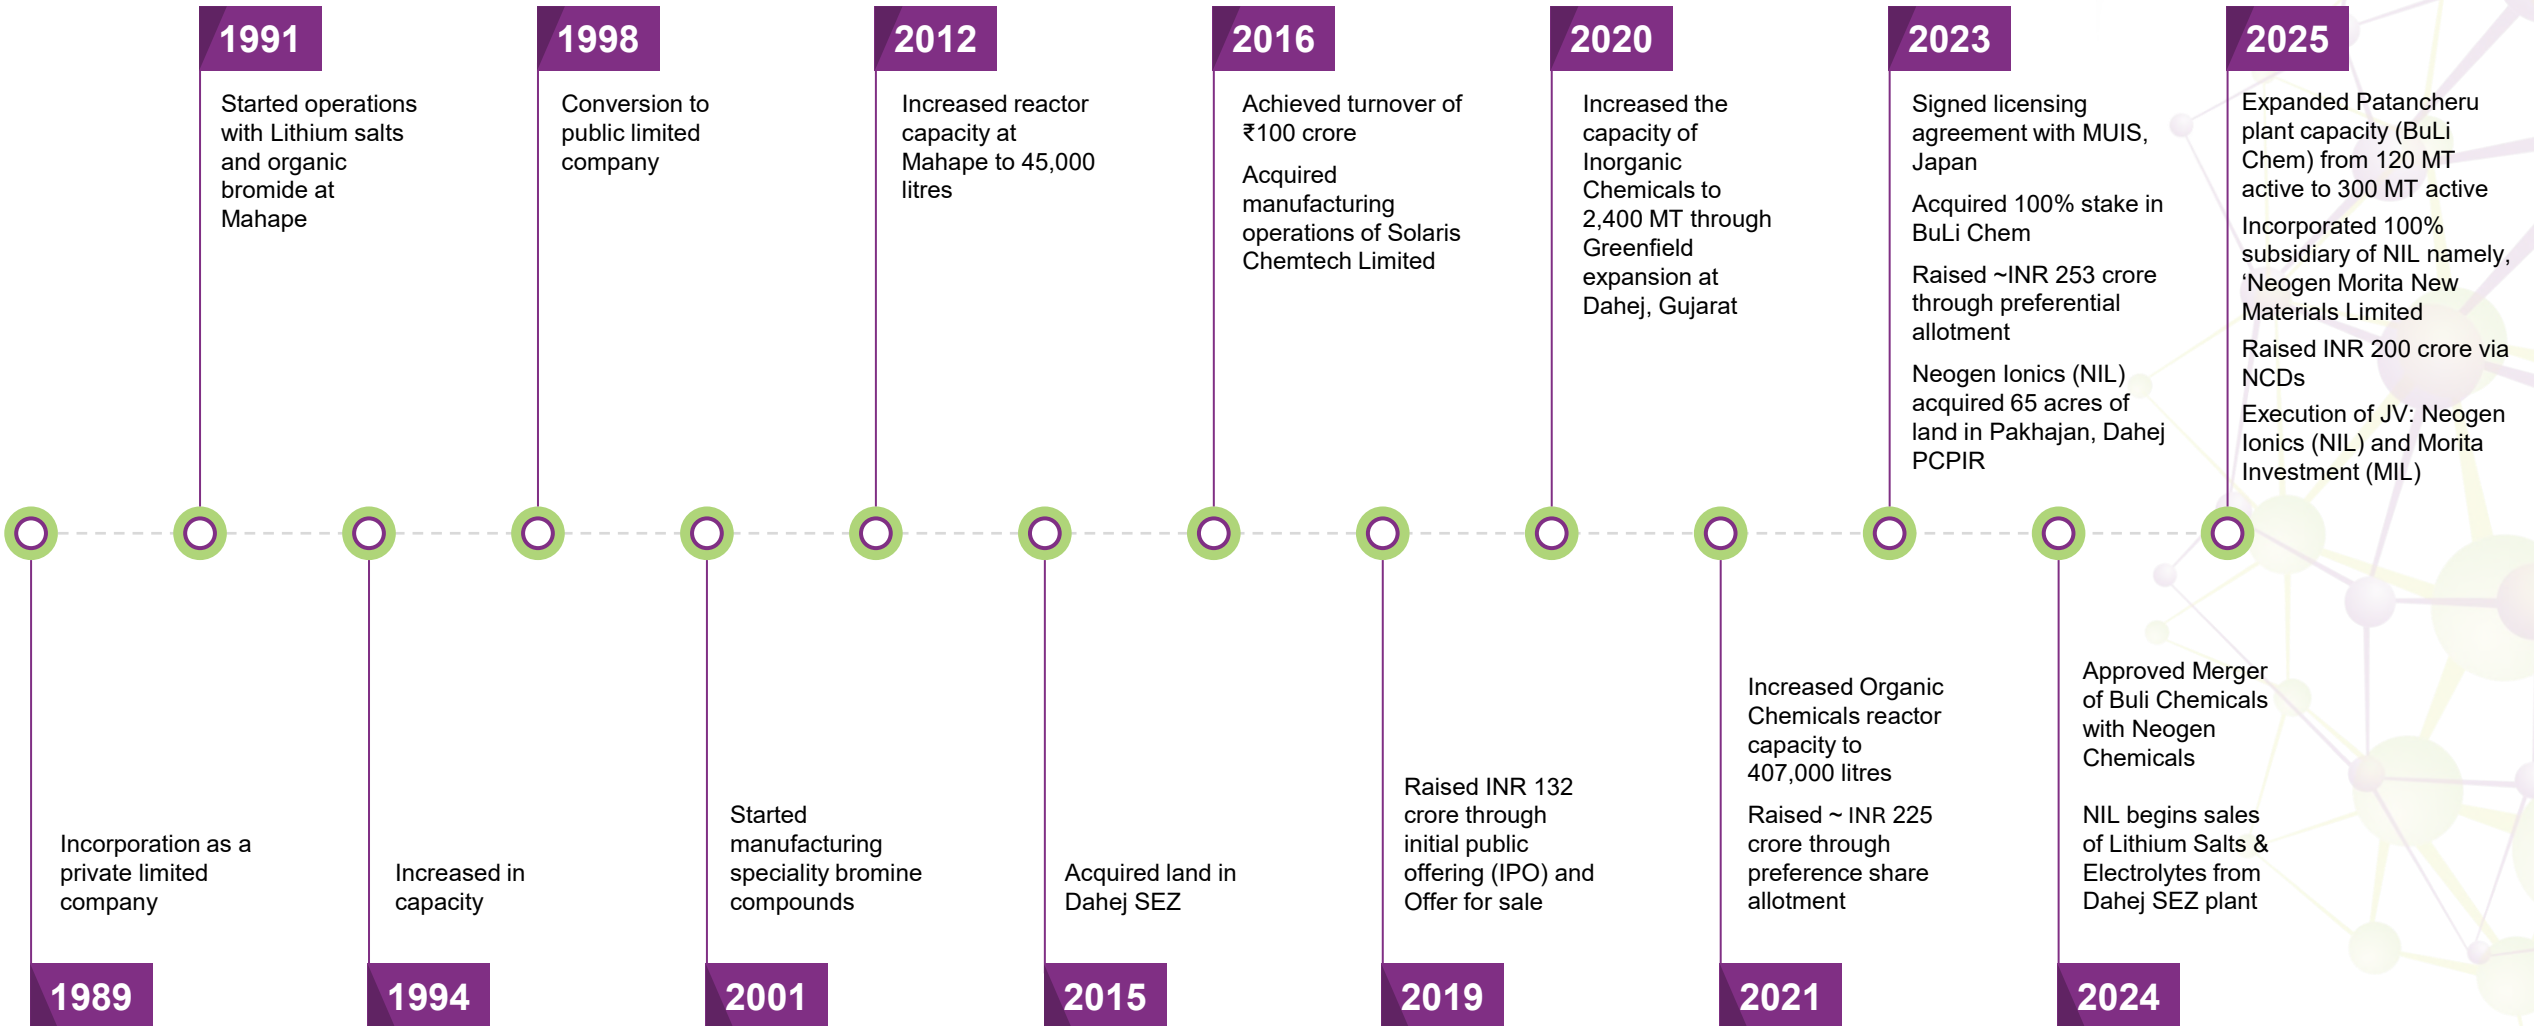 1991
Started operations
with Lithium salts
and organic
bromide at
Mahape
1998
Conversion to
public limited
company
2012
Increased reactor
capacity at
Mahape to 45,000
litres
2016
Achieved turnover of
₹100 crore
Acquired
manufacturing
operations of Solaris
Chemtech Limited
2020
Increased the
capacity of
Inorganic
Chemicals to
2,400 MT through
Greenfield
expansion at
Dahej, Gujarat
2023
Signed licensing
agreement with MUIS,
Japan
Acquired 100% stake in
BuLi Chem
Raised ~INR 253 crore
through preferential
allotment
Neogen Ionics (NIL)
acquired 65 acres of
land in Pakhajan, Dahej
PCPIR
2025
Expanded Patancheru
plant capacity (BuLi
Chem) from 120 MT
active to 300 MT active
Incorporated 100%
subsidiary of NIL namely,
‘Neogen Morita New
Materials Limited
Raised INR 200 crore via
NCDs
Execution of JV: Neogen
Ionics (NIL) and Morita
Investment (MIL)
Incorporation as a
private limited
company
1989
Increased in
capacity
1994
Started
manufacturing
speciality bromine
compounds
2001
Acquired land in
Dahej SEZ
2015
Raised INR 132
crore through
initial public
offering (IPO) and
Offer for sale
2019
Increased Organic
Chemicals reactor
capacity to
407,000 litres
Raised ~ INR 225
crore through
preference share
allotment
2021
Approved Merger
of Buli Chemicals
with Neogen
Chemicals
NIL begins sales
of Lithium Salts &
Electrolytes from
Dahej SEZ plant
2024